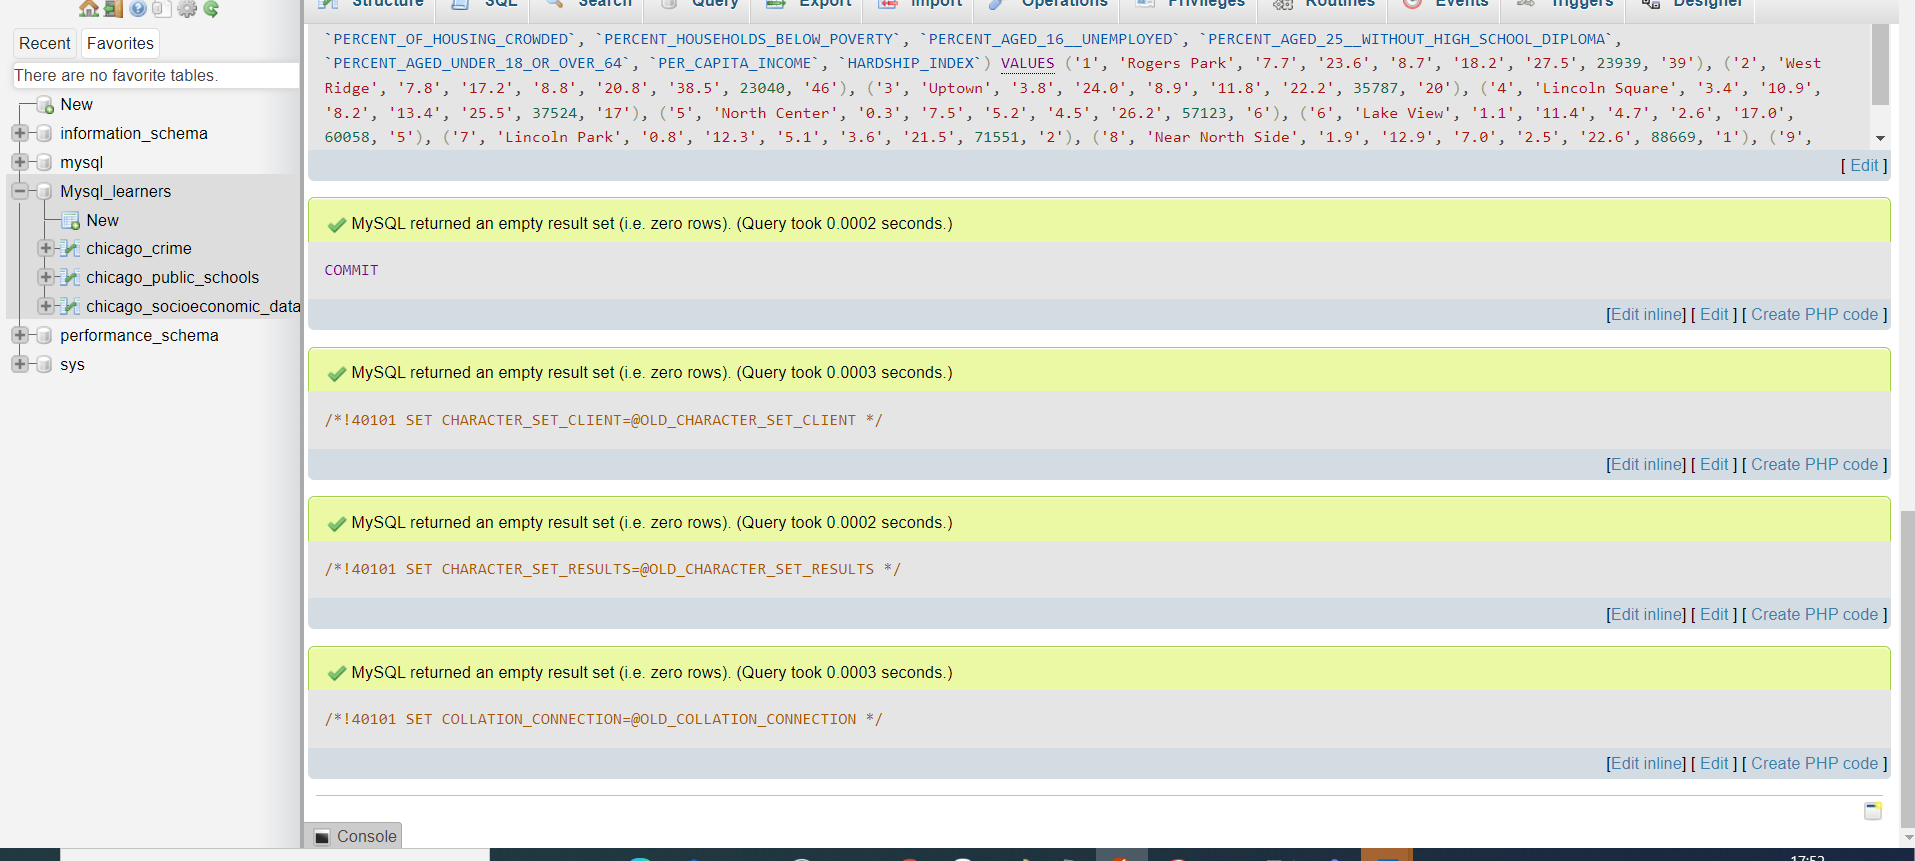 Structure SQL Search Query Export Import Operations Privileges Routines Events Triggers Designer
Recent Favorites
There are no favorite tables.
New
information_schema
mysql
Mysql_learners
New
chicago_crime
chicago_public_schools
chicago_socioeconomic_data
performance_schema
sys
`PERCENT_OF_HOUSING_CROWDED`, `PERCENT_HOUSEHOLDS_BELOW_POVERTY`, `PERCENT_AGED_16__UNEMPLOYED`, `PERCENT_AGED_25__WITHOUT_HIGH_SCHOOL_DIPLOMA`,
`PERCENT_AGED_UNDER_18_OR_OVER_64`, `PER_CAPITA_INCOME`, `HARDSHIP_INDEX`) VALUES ('1', 'Rogers Park', '7.7', '23.6', '8.7', '18.2', '27.5', 23939, '39'), ('2', 'West
Ridge', '7.8', '17.2', '8.8', '20.8', '38.5', 23040, '46'), ('3', 'Uptown', '3.8', '24.0', '8.9', '11.8', '22.2', 35787, '20'), ('4', 'Lincoln Square', '3.4', '10.9',
'8.2', '13.4', '25.5', 37524, '17'), ('5', 'North Center', '0.3', '7.5', '5.2', '4.5', '26.2', 57123, '6'), ('6', 'Lake View', '1.1', '11.4', '4.7', '2.6', '17.0',
60058, '5'), ('7', 'Lincoln Park', '0.8', '12.3', '5.1', '3.6', '21.5', 71551, '2'), ('8', 'Near North Side', '1.9', '12.9', '7.0', '2.5', '22.6', 88669, '1'), ('9',
[ Edit ]
MySQL returned an empty result set (i.e. zero rows). (Query took 0.0002 seconds.)
COMMIT
[Edit inline] [ Edit ] [ Create PHP code ]
MySQL returned an empty result set (i.e. zero rows). (Query took 0.0003 seconds.)
/*!40101 SET CHARACTER_SET_CLIENT=@OLD_CHARACTER_SET_CLIENT */
[Edit inline] [ Edit ] [ Create PHP code ]
MySQL returned an empty result set (i.e. zero rows). (Query took 0.0002 seconds.)
/*!40101 SET CHARACTER_SET_RESULTS=@OLD_CHARACTER_SET_RESULTS */
[Edit inline] [ Edit ] [ Create PHP code ]
MySQL returned an empty result set (i.e. zero rows). (Query took 0.0003 seconds.)
/*!40101 SET COLLATION_CONNECTION=@OLD_COLLATION_CONNECTION */
[Edit inline] [ Edit ] [ Create PHP code ]
Console
17:52